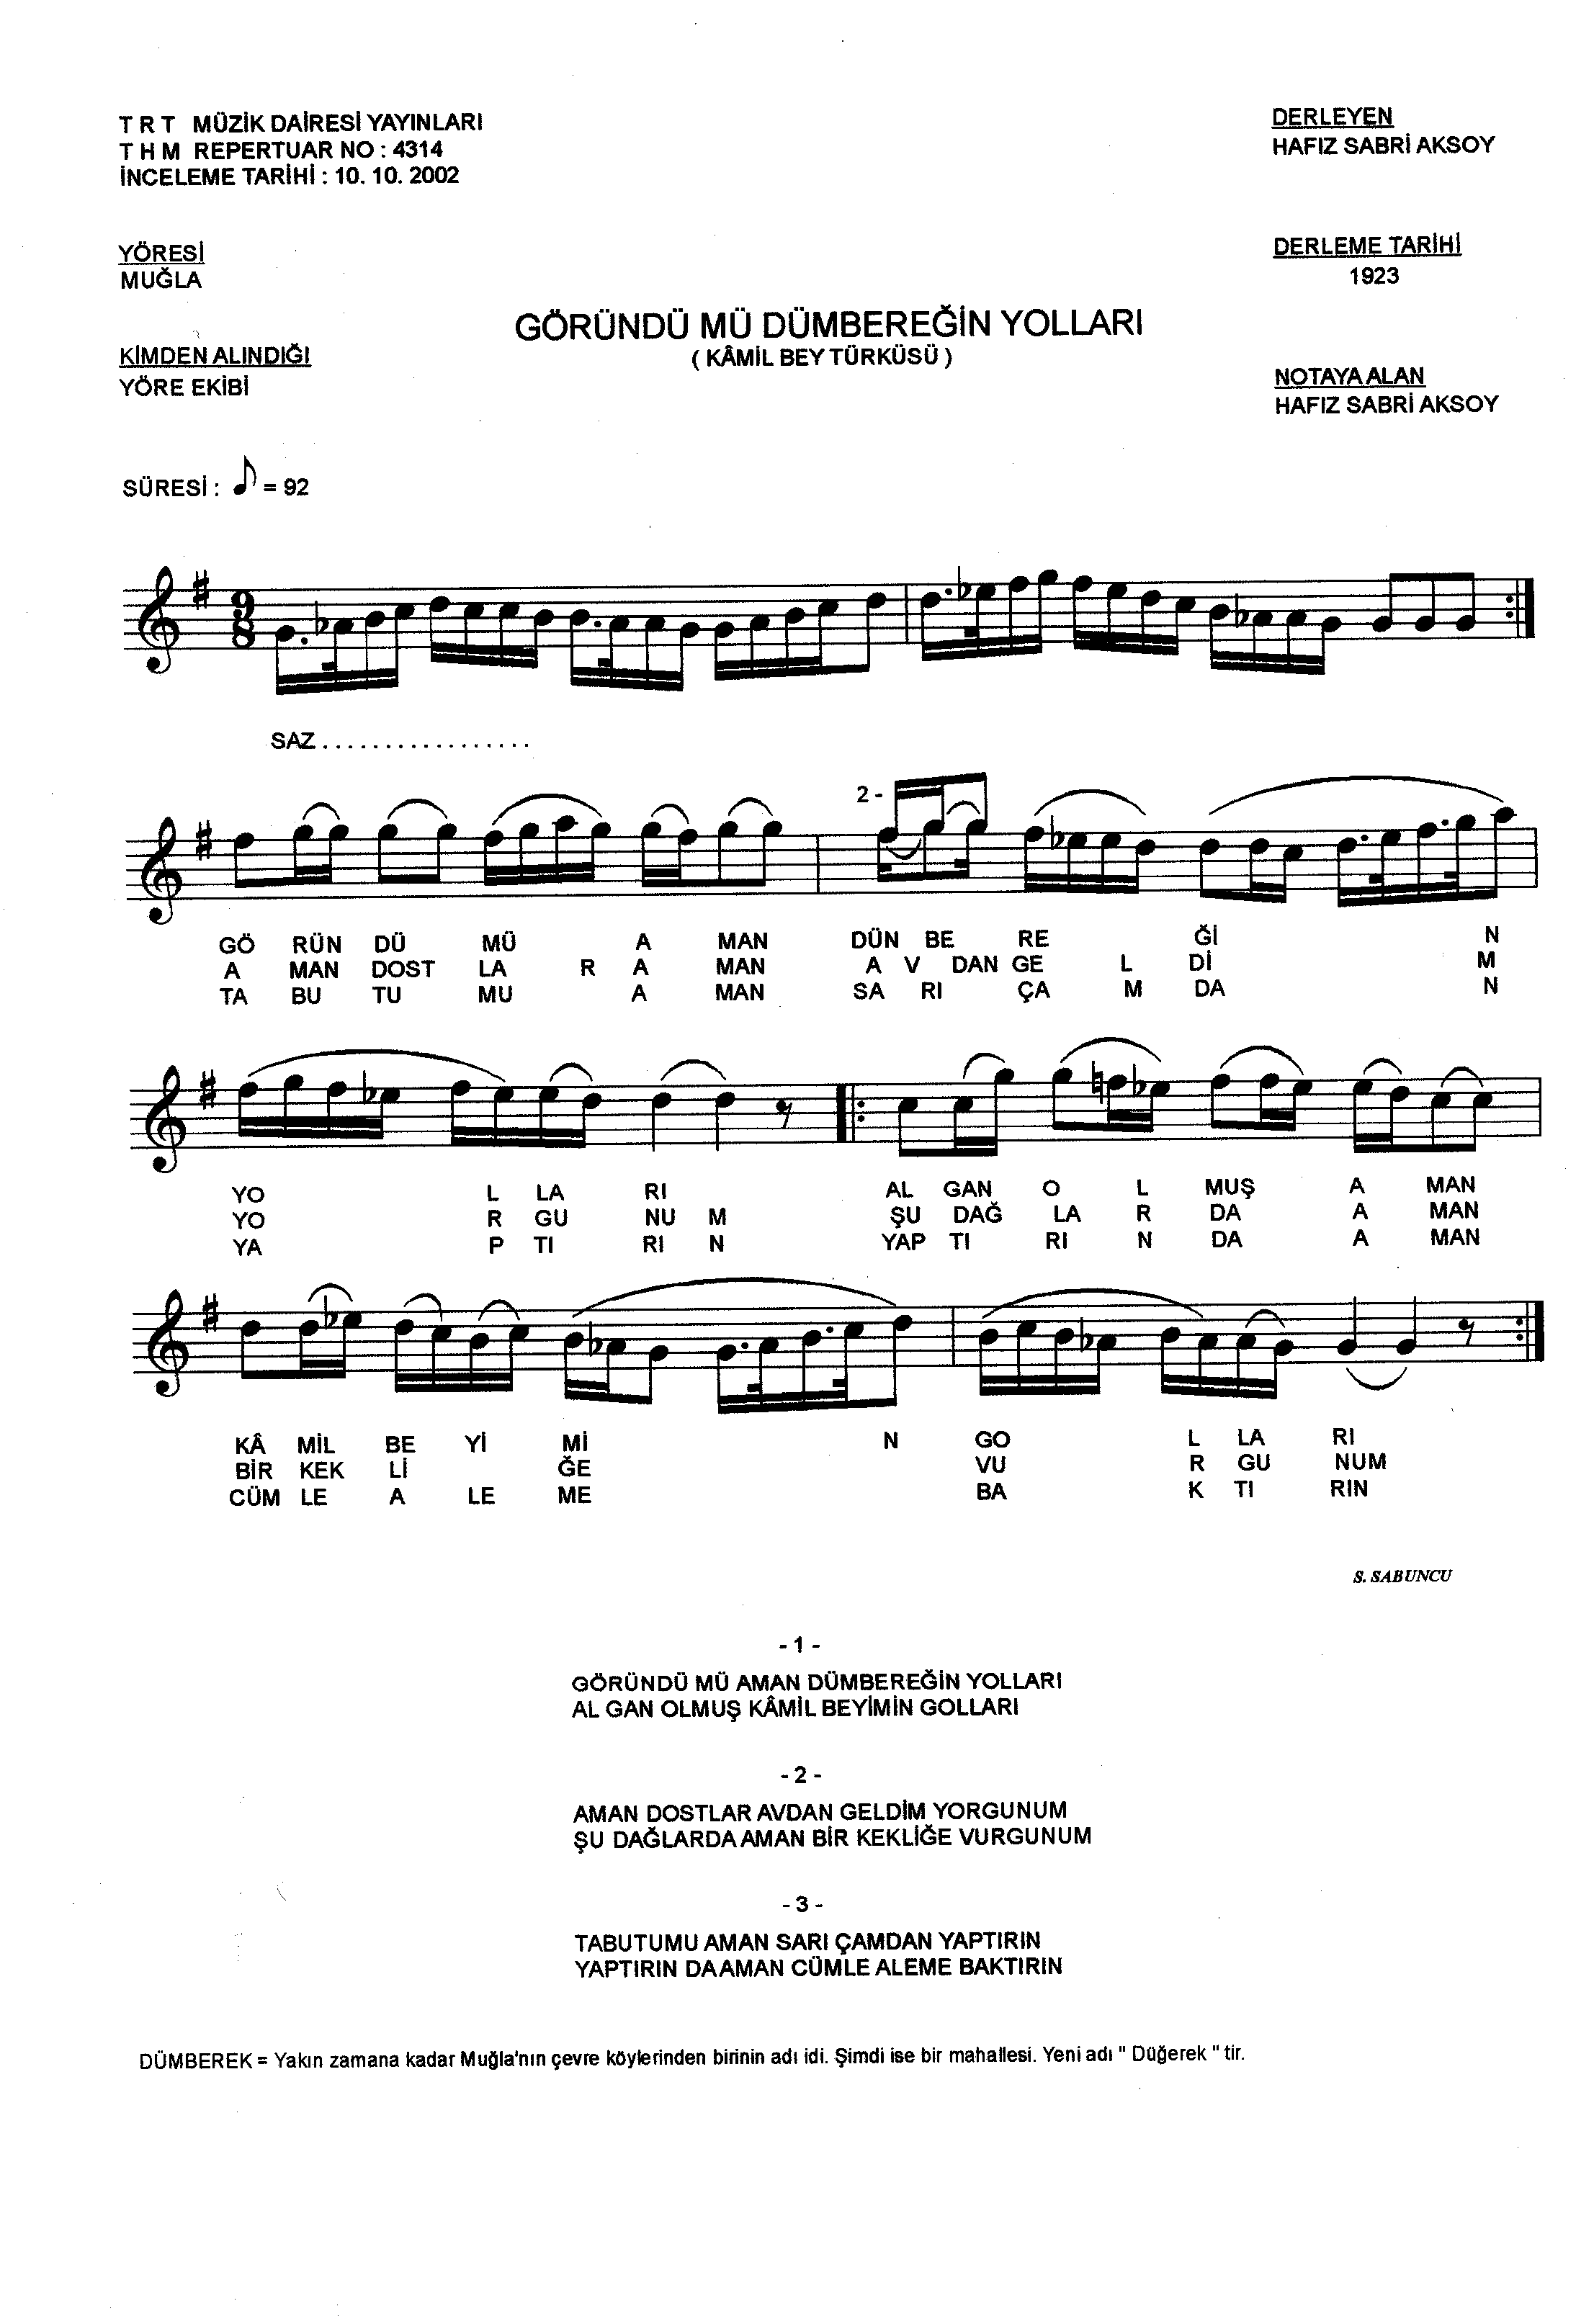 T R T MÜZİK DAİRESİ YAYINLARI
T H M REPERTUAR NO : 4314
İNCELEME TARİHİ : 10. 10. 2002
DERLEYEN
HAFIZ SABRİ AKSOY
YÖRESİ
MUĞLA
DERLEME TARİHİ
1923
GÖRÜNDÜ MÜ DÜMBEREĞİN YOLLARI
( KÂMİL BEY TÜRKÜSÜ )
KİMDEN ALINDIĞI
YÖRE EKİBİ
NOTAYA ALAN
HAFIZ SABRİ AKSOY
SÜRESİ : ♪ = 92
9
8
SAZ . . . . . . . . . . . . . . . . .
2 -
GÖ RÜN DÜ MÜ A MAN DÜN BE RE Ğİ N
A MAN DOST LA R A MAN A V DAN GE L Dİ M
TA BU TU MU A MAN SA RI ÇA M DA N
YO L LA RI AL GAN O L MUŞ A MAN
YO R GU NU M ŞU DAĞ LA R DA A MAN
YA P TI RI N YAP TI RI N DA A MAN
KÂ MİL BE Yİ Mİ N GO L LA RI
BİR KEK Lİ ĞE VU R GU NUM
CÜM LE A LE ME BA K TI RIN
S. SABUNCU
- 1 -
GÖRÜNDÜ MÜ AMAN DÜMBEREĞİN YOLLARI
AL GAN OLMUŞ KÂMİL BEYİMİN GOLLARI
- 2 -
AMAN DOSTLAR AVDAN GELDİM YORGUNUM
ŞU DAĞLARDA AMAN BİR KEKLİĞE VURGUNUM
- 3 -
TABUTUMU AMAN SARI ÇAMDAN YAPTIRIN
YAPTIRIN DA AMAN CÜMLE ALEME BAKTIRIN
DÜMBEREK = Yakın zamana kadar Muğla'nın çevre köylerinden birinin adı idi. Şimdi ise bir mahallesi. Yeni adı " Düğerek " tir.